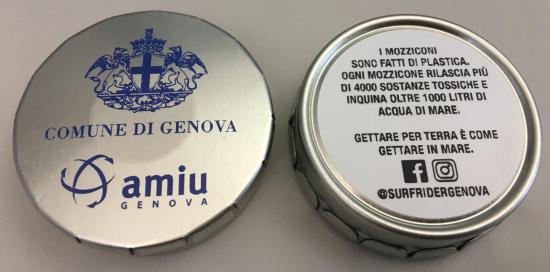 COMUNE DI GENOVA
amiu
GENOVA
I MOZZICONI
SONO FATTI DI PLASTICA.
OGNI MOZZICONE RILASCIA PIÙ
DI 4000 SOSTANZE TOSSICHE E
INQUINA OLTRE 1000 LITRI DI
ACQUA DI MARE.
GETTARE PER TERRA È COME
GETTARE IN MARE.
@SURFRIDERGENOVA